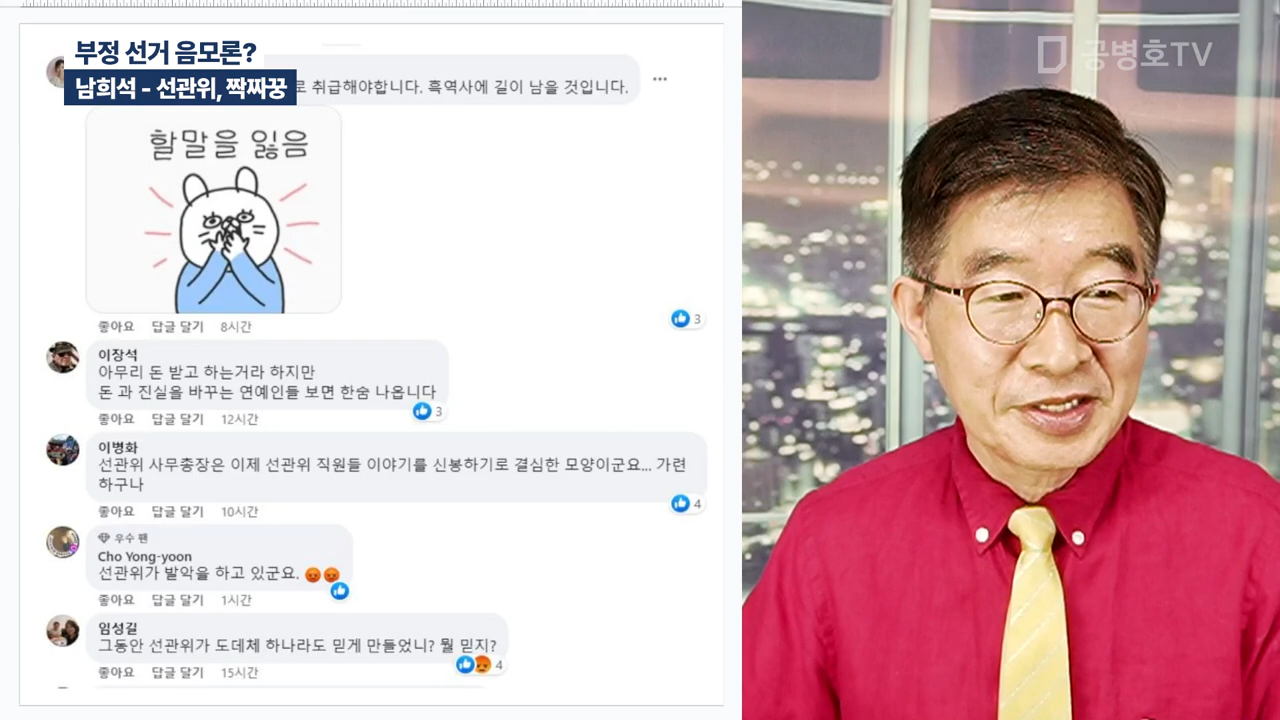 부정 선거 음모론?
남희석 - 선관위, 짝짜꿍
공병호TV
로 취급해야합니다. 흑역사에 길이 남을 것입니다.
할말을 잃음
좋아요 답글 달기 8시간
3
이장석
아무리 돈 받고 하는거라 하지만
돈 과 진실을 바꾸는 연예인들 보면 한숨 나옵니다
3
좋아요 답글 달기 12시간
이병화
선관위 사무총장은 이제 선관위 직원들 이야기를 신봉하기로 결심한 모양이군요... 가련
하구나
4
좋아요 답글 달기 10시간
우수 팬
Cho Yong-yoon
선관위가 발악을 하고 있군요.
좋아요 답글 달기 1시간
임성길
그동안 선관위가 도데체 하나라도 믿게 만들었니? 뭘 믿지?
4
좋아요 답글 달기 15시간